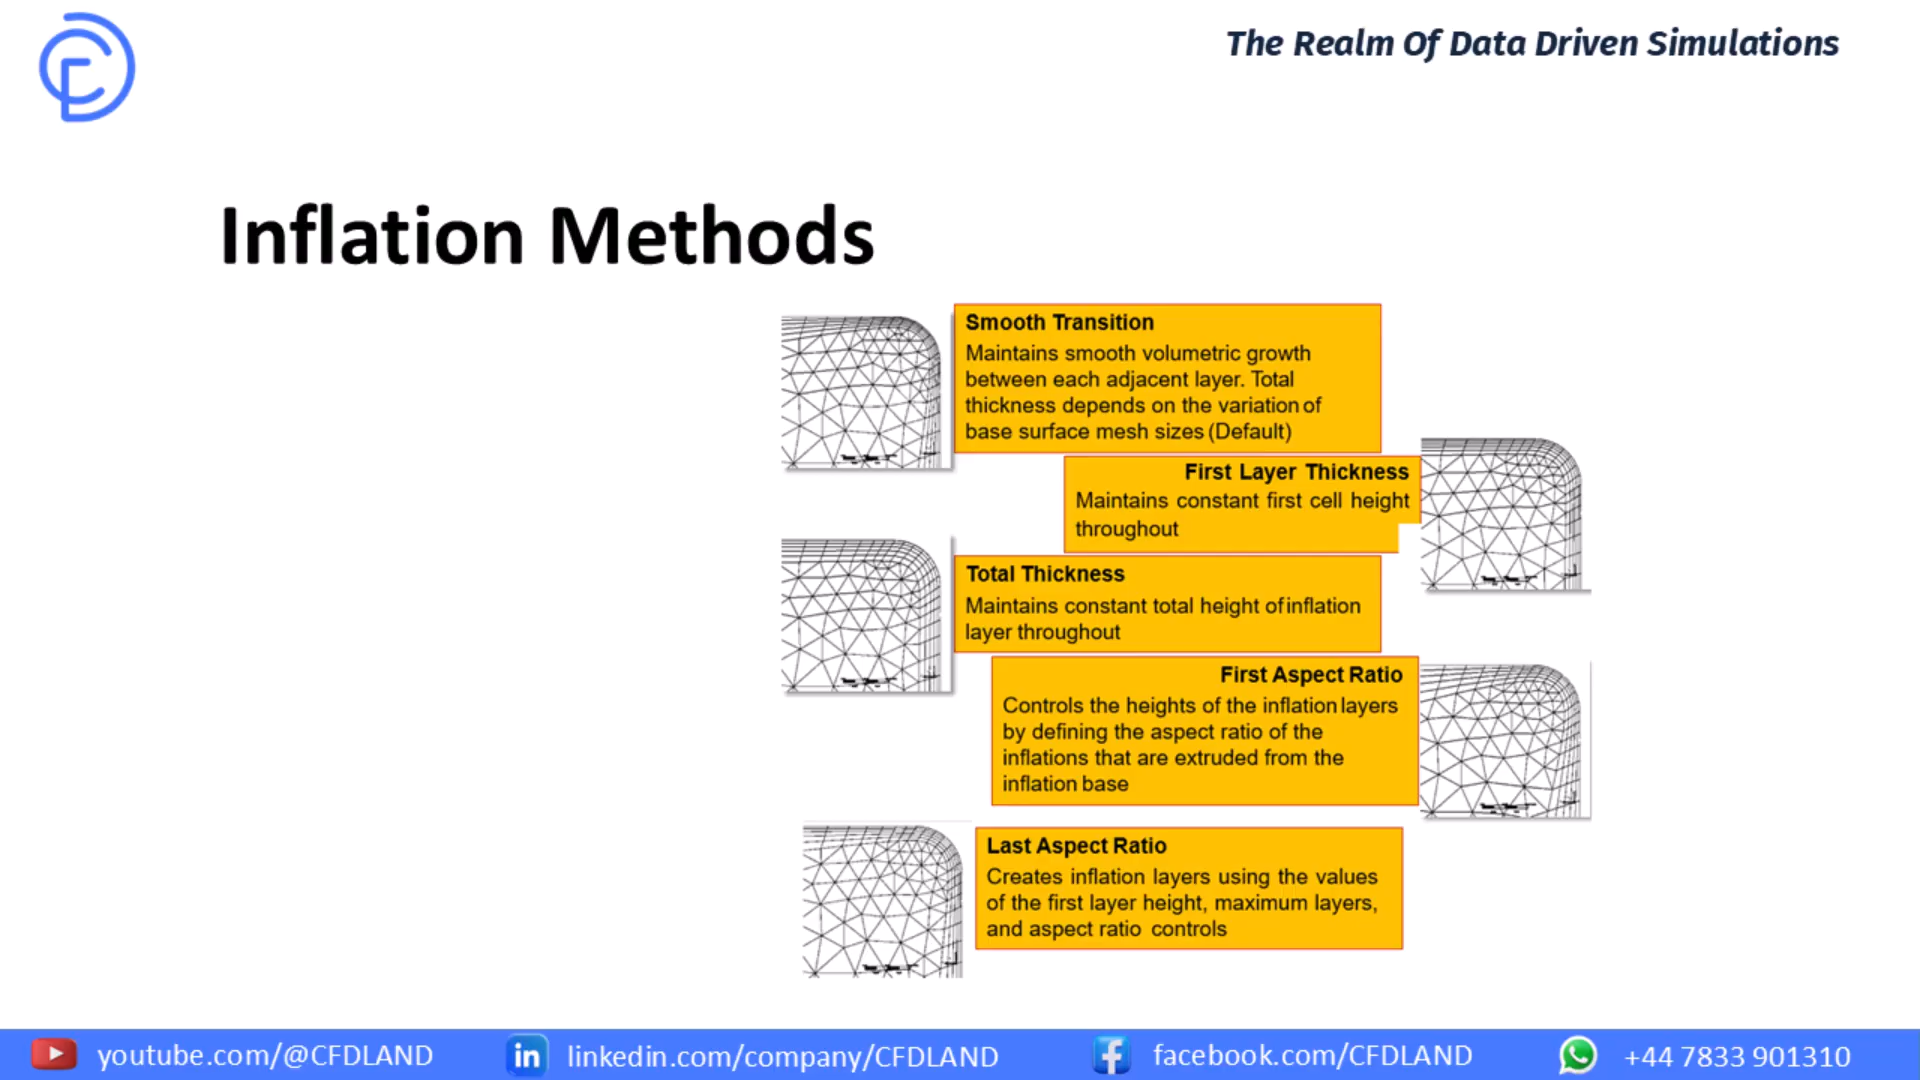 The Realm Of Data Driven Simulations
Inflation Methods
Smooth Transition
Maintains smooth volumetric growth
between each adjacent layer. Total
thickness depends on the variation of
base surface mesh sizes (Default)
First Layer Thickness
Maintains constant first cell height
throughout
Total Thickness
Maintains constant total height of inflation
layer throughout
First Aspect Ratio
Controls the heights of the inflation layers
by defining the aspect ratio of the
inflations that are extruded from the
inflation base
Last Aspect Ratio
Creates inflation layers using the values
of the first layer height, maximum layers,
and aspect ratio controls
youtube.com/@CFDLAND
linkedin.com/company/CFDLAND
facebook.com/CFDLAND
+44 7833 901310